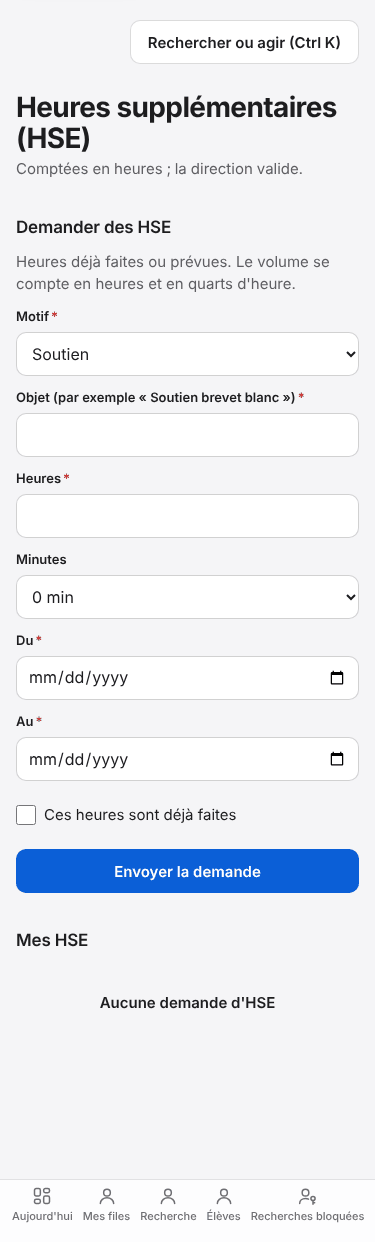 Rechercher ou agir (Ctrl K)
Heures supplémentaires
(HSE)
Comptées en heures ; la direction valide.
Demander des HSE
Heures déjà faites ou prévues. Le volume se
compte en heures et en quarts d'heure.
Motif *
Soutien
Objet (par exemple « Soutien brevet blanc ») *
Heures *
Minutes
0 min
Du *
mm/dd/yyyy
Au *
mm/dd/yyyy
Ces heures sont déjà faites
Envoyer la demande
Mes HSE
Aucune demande d'HSE
Aujourd'hui Mes files Recherche Élèves Recherches bloquées